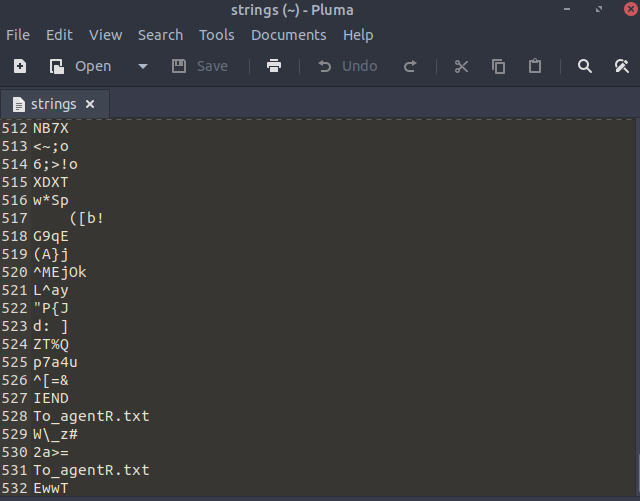 strings (~) - Pluma
File Edit View Search Tools Documents Help
Open Save Undo
strings
512 NB7X
513 <~;o
514 6;>!o
515 XDXT
516 w*Sp
517 ([b!
518 G9qE
519 (A}j
520 ^MEjOk
521 L^ay
522 "P{J
523 d: ]
524 ZT%Q
525 p7a4u
526 ^[=&
527 IEND
528 To_agentR.txt
529 W\_z#
530 2a>=
531 To_agentR.txt
532 EwwT